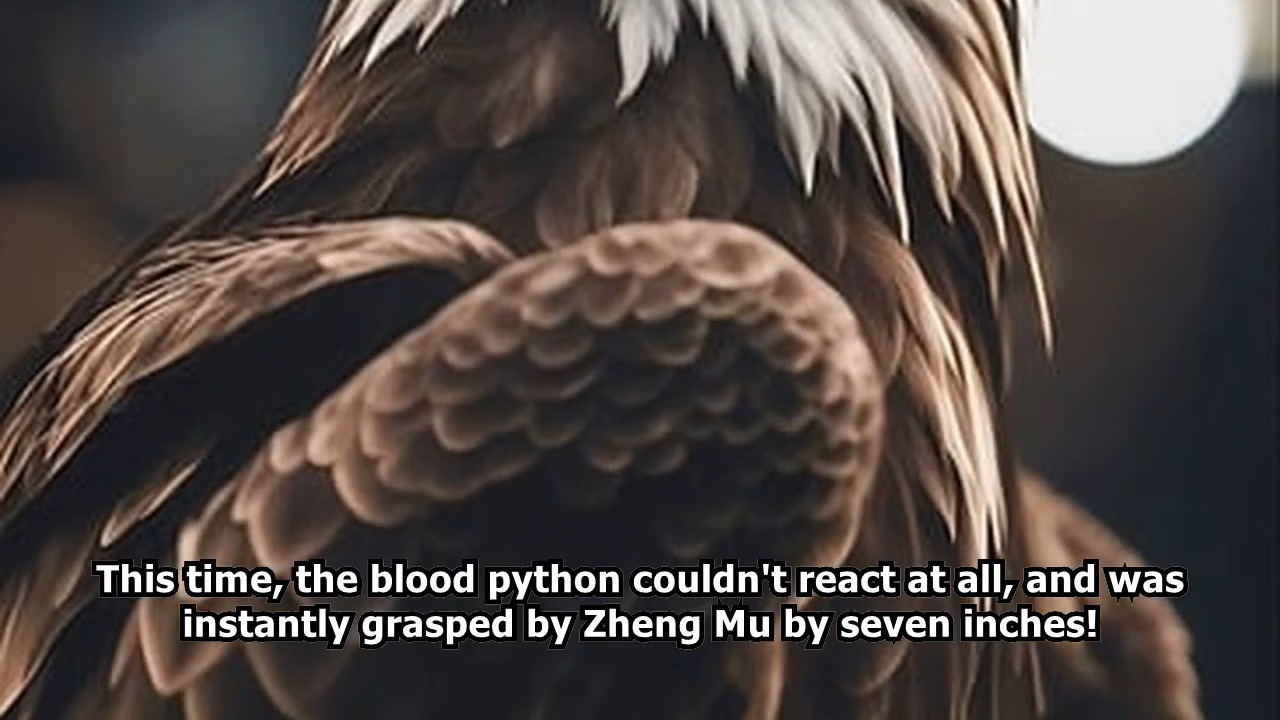 This time, the blood python couldn't react at all, and was
instantly grasped by Zheng Mu by seven inches!